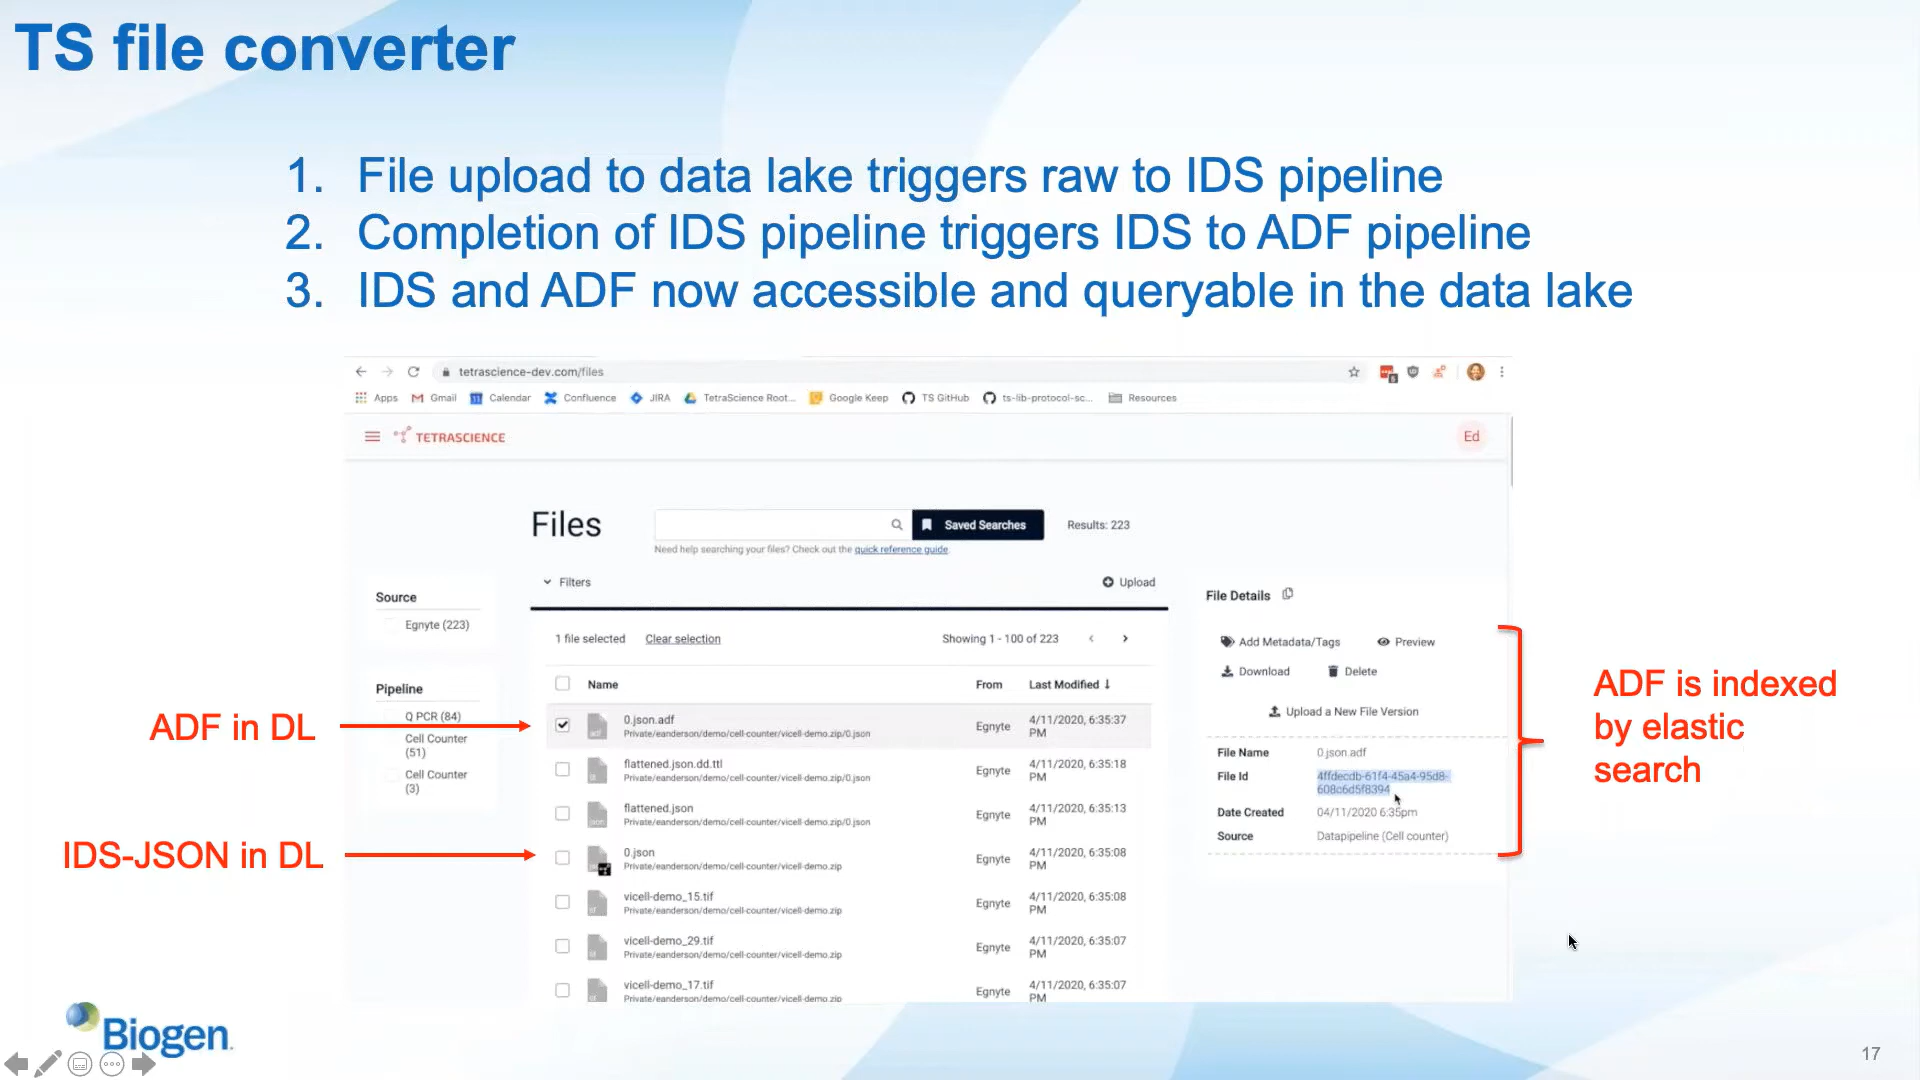 TS file converter
1. File upload to data lake triggers raw to IDS pipeline
2. Completion of IDS pipeline triggers IDS to ADF pipeline
3. IDS and ADF now accessible and queryable in the data lake
tetrascience-dev.com/files
Apps Gmail Calendar Confluence JIRA TetraScience Root... Google Keep TS GitHub ts-lib-protocol-sc... Resources
TETRASCIENCE
Ed
Files
Saved Searches
Results: 223
Need help searching your files? Check out the quick reference guide.
Filters
Upload
Source
Egnyte (223)
Pipeline
Q PCR (84)
Cell Counter
(51)
Cell Counter
(3)
1 file selected Clear selection Showing 1 - 100 of 223
Name From Last Modified ↓
0.json.adf
Private/eanderson/demo/cell-counter/vicell-demo.zip/0.json
Egnyte
4/11/2020, 6:35:37
PM
flattened.json.dd.ttl
Private/eanderson/demo/cell-counter/vicell-demo.zip/0.json
Egnyte
4/11/2020, 6:35:18
PM
flattened.json
Private/eanderson/demo/cell-counter/vicell-demo.zip/0.json
Egnyte
4/11/2020, 6:35:13
PM
0.json
Private/eanderson/demo/cell-counter/vicell-demo.zip
Egnyte
4/11/2020, 6:35:08
PM
vicell-demo_15.tif
Private/eanderson/demo/cell-counter/vicell-demo.zip
Egnyte
4/11/2020, 6:35:08
PM
vicell-demo_29.tif
Private/eanderson/demo/cell-counter/vicell-demo.zip
Egnyte
4/11/2020, 6:35:07
PM
vicell-demo_17.tif
Private/eanderson/demo/cell-counter/vicell-demo.zip
Egnyte
4/11/2020, 6:35:07
PM
File Details
Add Metadata/Tags Preview
Download Delete
Upload a New File Version
File Name 0.json.adf
File Id 4ffdecdb-61f4-45a4-95d8-
608c6d5f8394
Date Created 04/11/2020 6:35pm
Source Datapipeline (Cell counter)
ADF in DL
IDS-JSON in DL
ADF is indexed
by elastic
search
Biogen
17